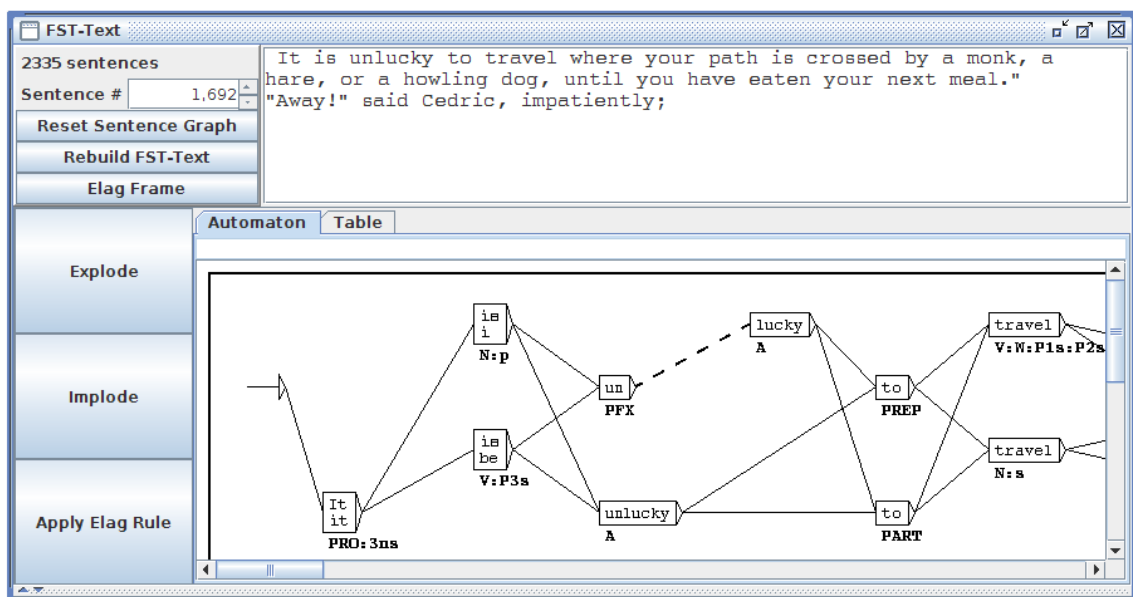 FST-Text
2335 sentences
Sentence # 1,692
Reset Sentence Graph
Rebuild FST-Text
Elag Frame
It is unlucky to travel where your path is crossed by a monk, a
hare, or a howling dog, until you have eaten your next meal."
"Away!" said Cedric, impatiently;
Explode
Implode
Apply Elag Rule
Automaton Table
It
it
PRO:3ns
is
i
N:p
is
be
V:P3s
un
PFX
unlucky
A
lucky
A
to
PREP
to
PART
travel
V:W:P1s:P2s
travel
N:s